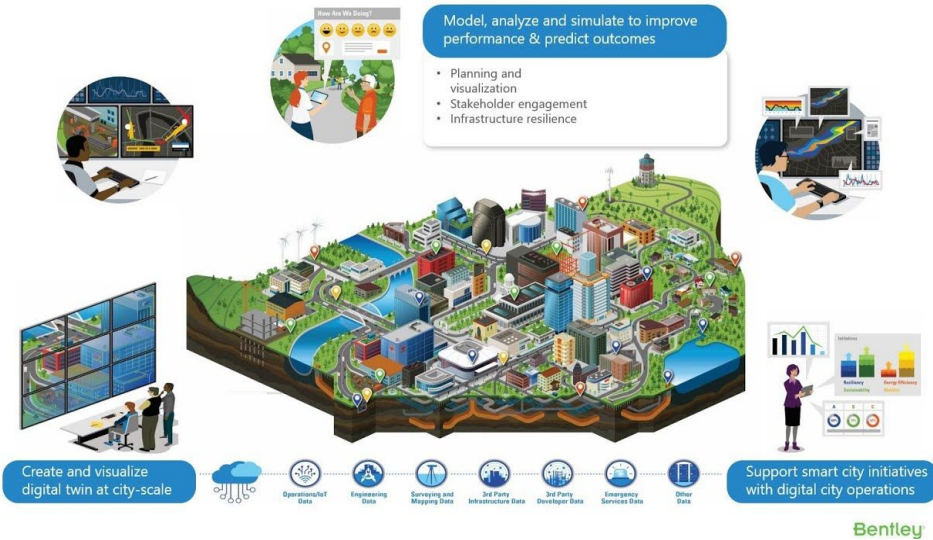 How Are We Doing?
Model, analyze and simulate to improve
performance & predict outcomes
• Planning and
visualization
• Stakeholder engagement
• Infrastructure resilience
Initiatives
Resiliency
Energy Efficiency
Sustainability
A B C
Create and visualize
digital twin at city-scale
Operations/IoT
Data
Engineering
Data
Surveying and
Mapping Data
3rd Party
Infrastructure Data
3rd Party
Developer Data
Emergency
Services Data
Other
Data
Support smart city initiatives
with digital city operations
Bentley